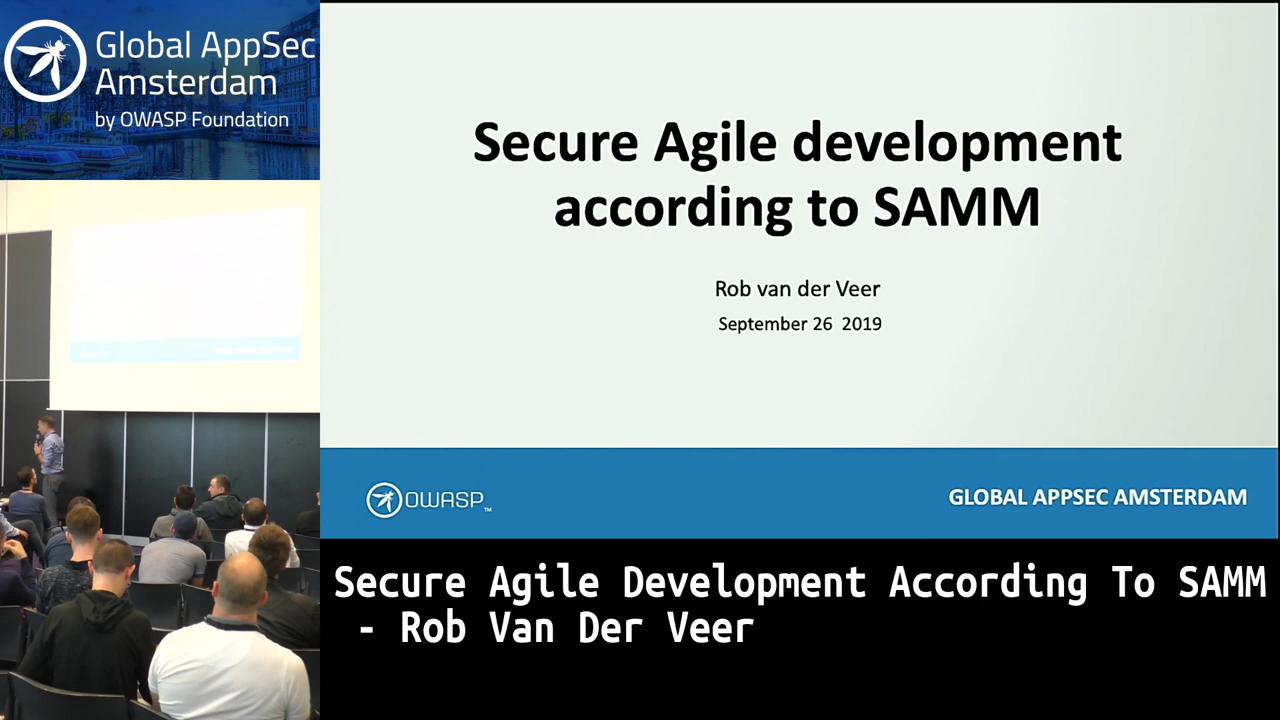 Global AppSec
Amsterdam
by OWASP Foundation
Secure Agile development
according to SAMM
Rob van der Veer
September 26 2019
OWASP™
GLOBAL APPSEC AMSTERDAM
Secure Agile Development According To SAMM
- Rob Van Der Veer